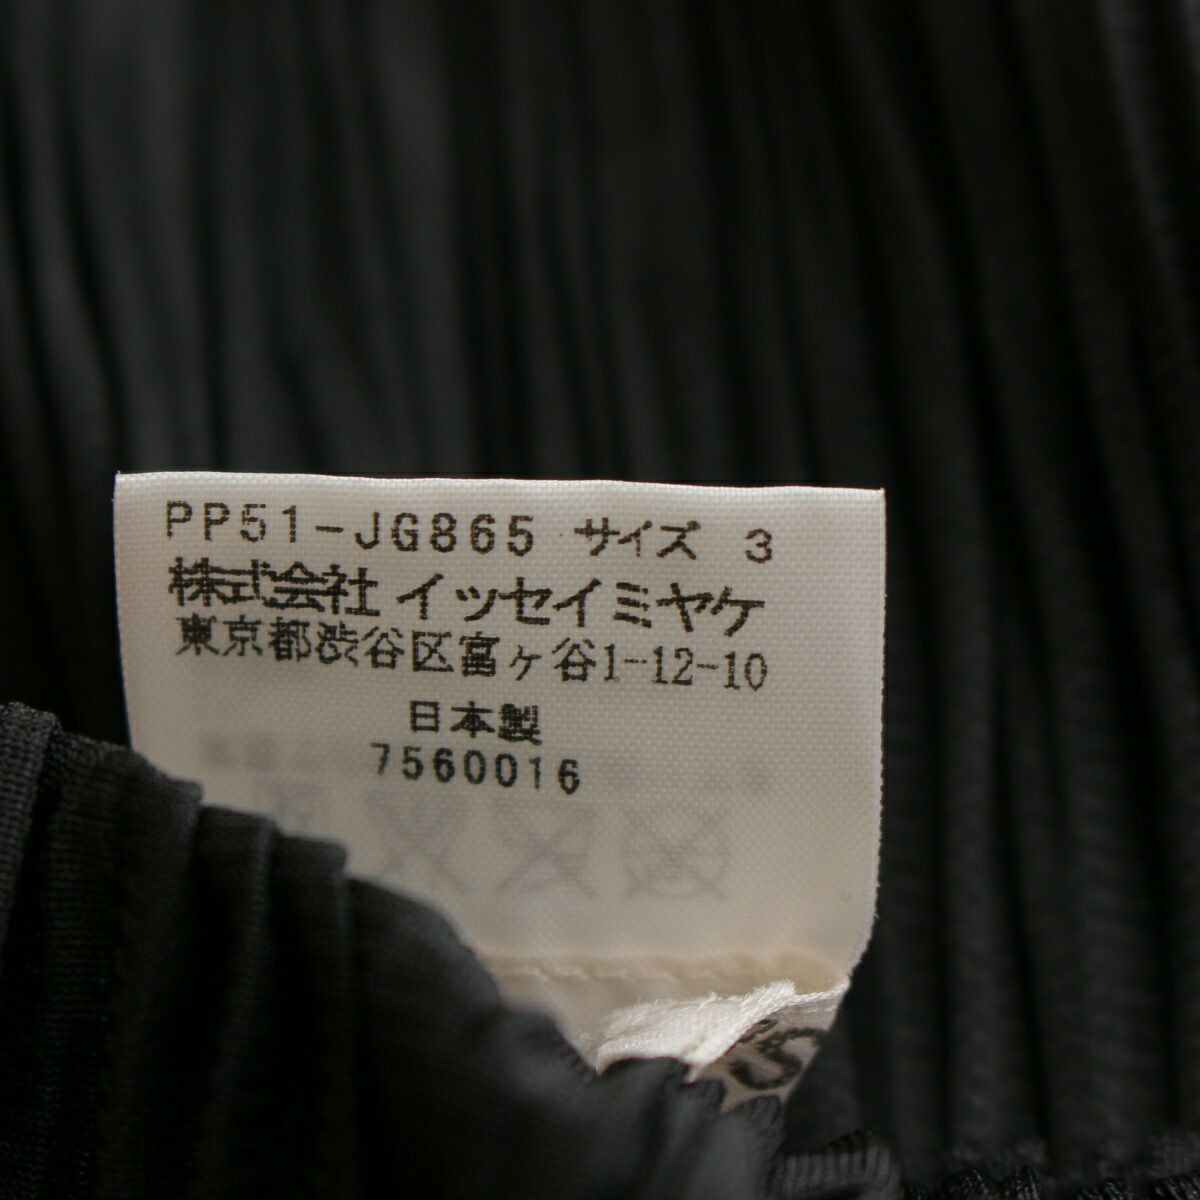 PP51-JG865 サイズ 3
株式会社 イッセイミヤケ
東京都渋谷区富ヶ谷1-12-10
日本製
7560016